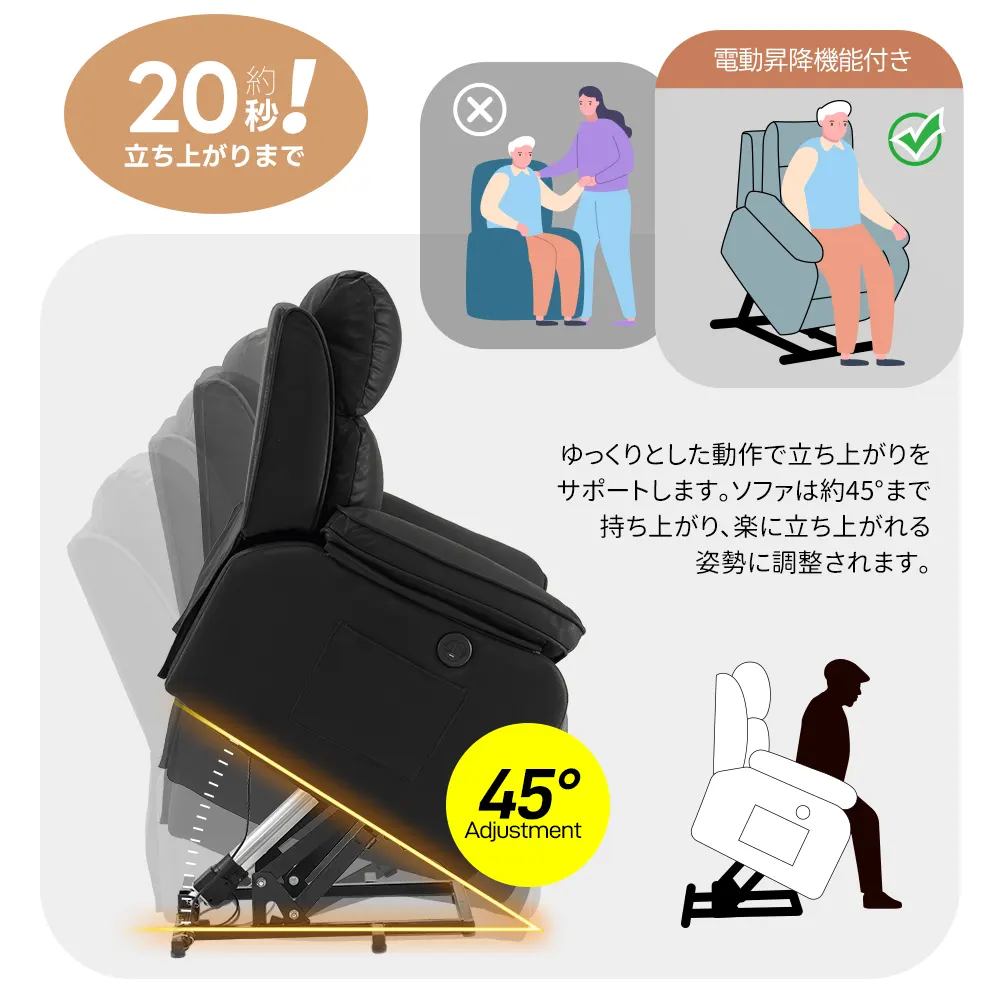 約
20秒!
立ち上がりまで
電動昇降機能付き
ゆっくりとした動作で立ち上がりを
サポートします。ソファは約45°まで
持ち上がり、楽に立ち上がれる
姿勢に調整されます。
45°
Adjustment